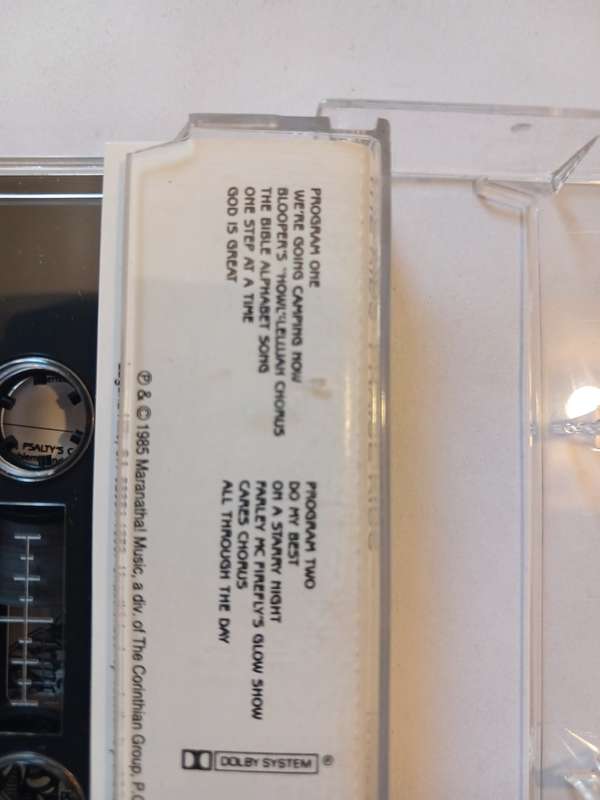 PROGRAM ONE
WE'RE GOING CAMPING NOW
BLOOPER'S "HOWL"LELUJAH CHORUS
THE BIBLE ALPHABET SONG
ONE STEP AT A TIME
GOD IS GREAT
PROGRAM TWO
DO MY BEST
ON A STARRY NIGHT
FARLEY MC FIREFLY'S GLOW SHOW
CARES CHORUS
ALL THROUGH THE DAY
DOLBY SYSTEM ®
℗ & © 1985 Maranatha! Music, a div. of The Corinthian Group, P.O
PSALTY'S C